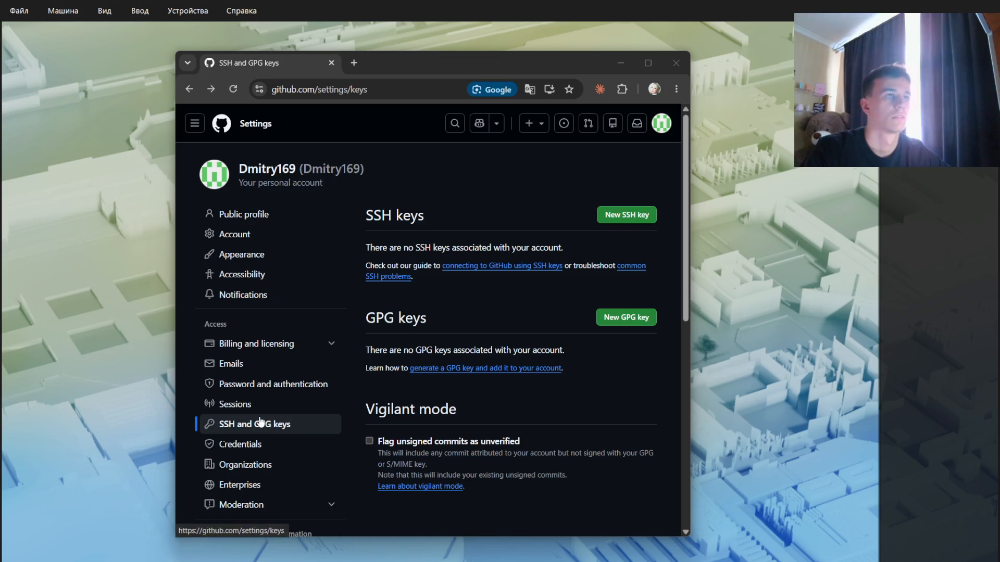 Файл Машина Вид Ввод Устройства Справка
SSH and GPG keys
github.com/settings/keys
Google
Settings
Dmitry169 (Dmitry169)
Your personal account
Public profile
Account
Appearance
Accessibility
Notifications
Access
Billing and licensing
Emails
Password and authentication
Sessions
SSH and GPG keys
Credentials
Organizations
Enterprises
Moderation
SSH keys
New SSH key
There are no SSH keys associated with your account.
Check out our guide to connecting to GitHub using SSH keys or troubleshoot common
SSH problems.
GPG keys
New GPG key
There are no GPG keys associated with your account.
Learn how to generate a GPG key and add it to your account.
Vigilant mode
Flag unsigned commits as unverified
This will include any commit attributed to your account but not signed with your GPG
or S/MIME key.
Note that this will include your existing unsigned commits.
Learn about vigilant mode.
https://github.com/settings/keys
mation